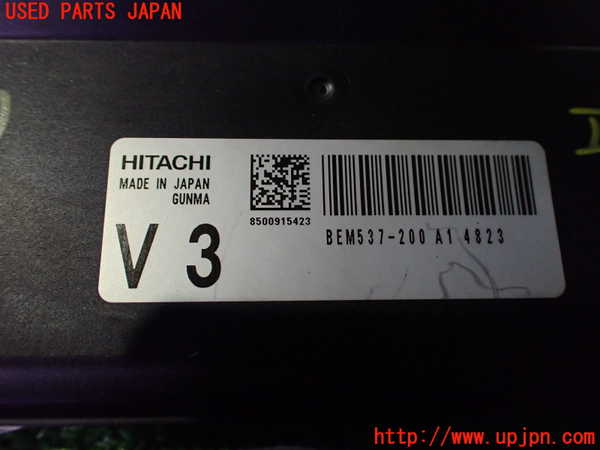 USED PARTS JAPAN
HITACHI
MADE IN JAPAN
GUNMA
8500915423
BEM537-200 A1 4823
V 3
http://www.upjpn.com/